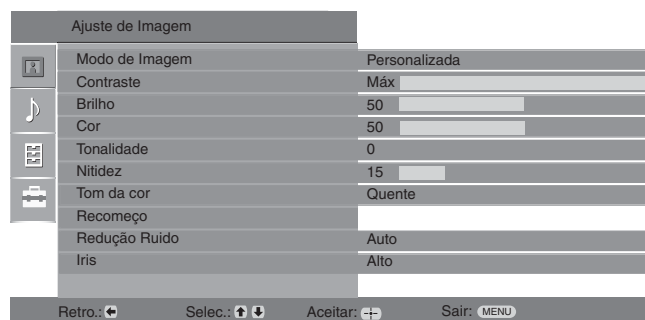 Ajuste de Imagem
Modo de Imagem Personalizada
Contraste Máx
Brilho 50
Cor 50
Tonalidade 0
Nitidez 15
Tom da cor Quente
Recomeço
Redução Ruido Auto
Iris Alto
Retro.: Selec.: Aceitar: Sair: MENU